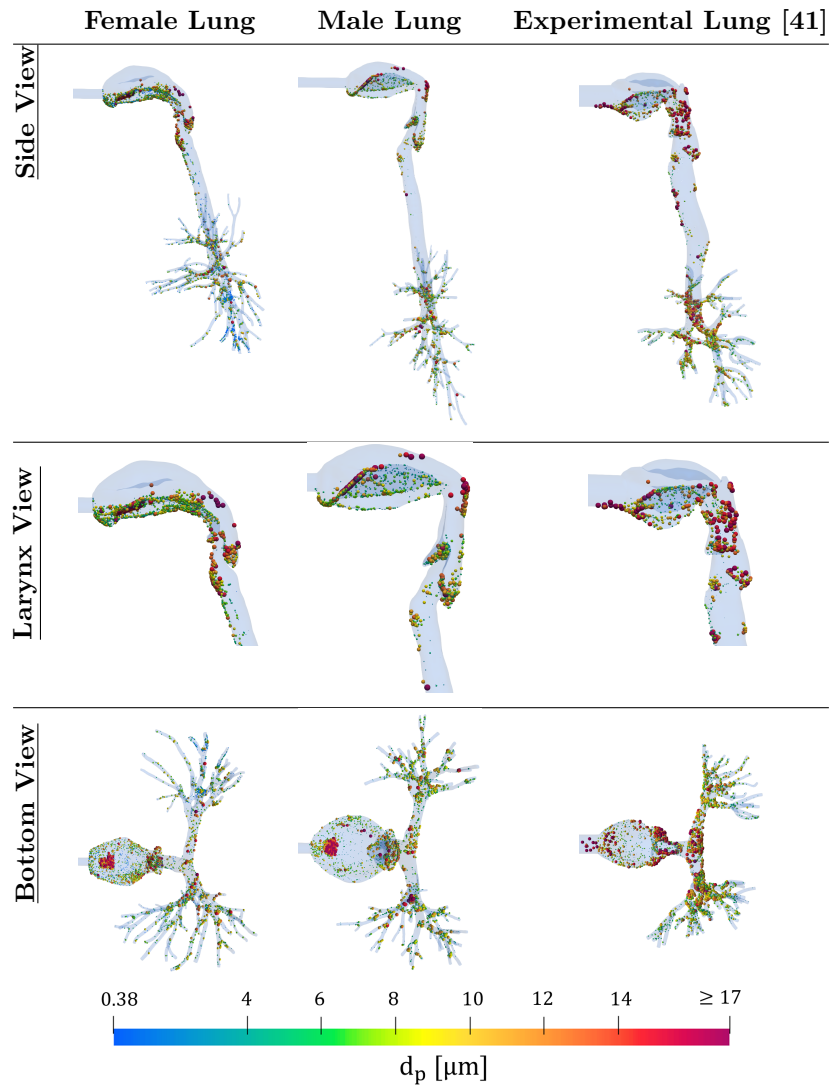 Female Lung Male Lung Experimental Lung [41]
Side View
Larynx View
Bottom View
0.38 4 6 8 10 12 14 ≥ 17
d_p [μm]